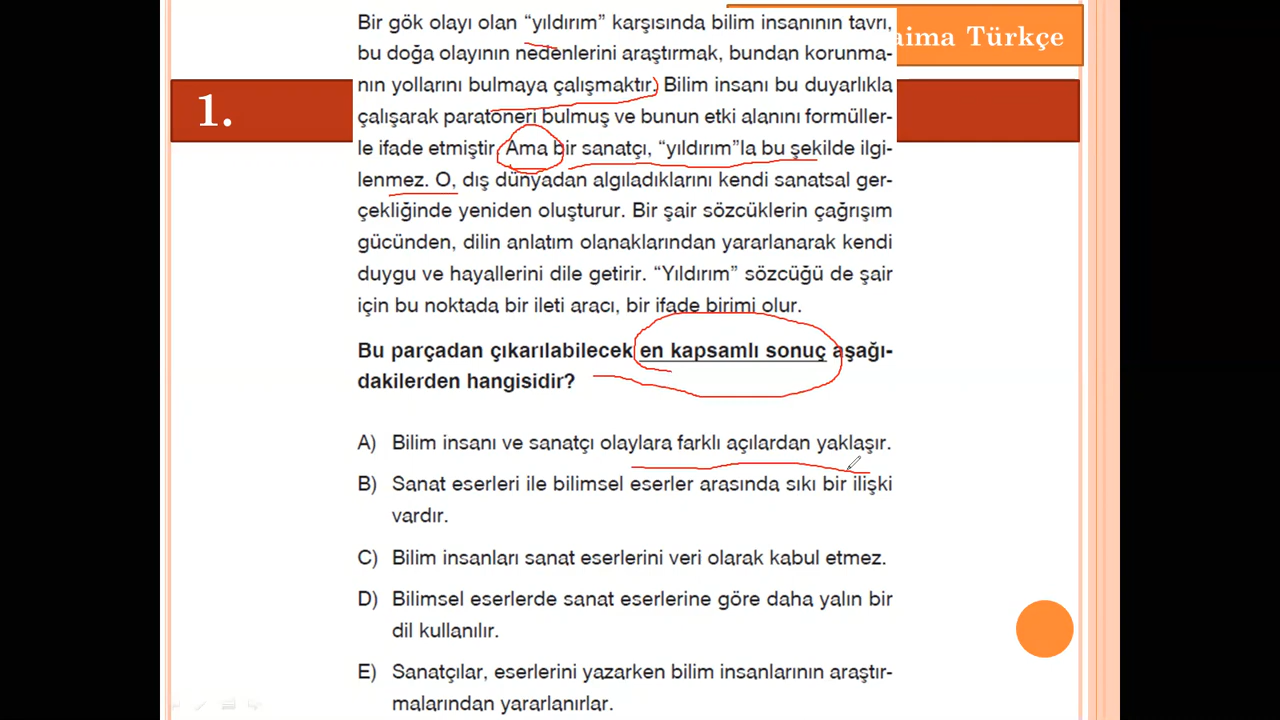 Bir gök olayı olan “yıldırım” karşısında bilim insanının tavrı,
bu doğa olayının nedenlerini araştırmak, bundan korunma-
nın yollarını bulmaya çalışmaktır. Bilim insanı bu duyarlıkla
çalışarak paratoneri bulmuş ve bunun etki alanını formüller-
le ifade etmiştir. Ama bir sanatçı, “yıldırım”la bu şekilde ilgi-
lenmez. O, dış dünyadan algıladıklarını kendi sanatsal ger-
çekliğinde yeniden oluşturur. Bir şair sözcüklerin çağrışım
gücünden, dilin anlatım olanaklarından yararlanarak kendi
duygu ve hayallerini dile getirir. “Yıldırım” sözcüğü de şair
için bu noktada bir ileti aracı, bir ifade birimi olur.
Türkçe
1.
Bu parçadan çıkarılabilecek en kapsamlı sonuç aşağı-
dakilerden hangisidir?
A) Bilim insanı ve sanatçı olaylara farklı açılardan yaklaşır.
B) Sanat eserleri ile bilimsel eserler arasında sıkı bir ilişki
vardır.
C) Bilim insanları sanat eserlerini veri olarak kabul etmez.
D) Bilimsel eserlerde sanat eserlerine göre daha yalın bir
dil kullanılır.
E) Sanatçılar, eserlerini yazarken bilim insanlarının araştır-
malarından yararlanırlar.